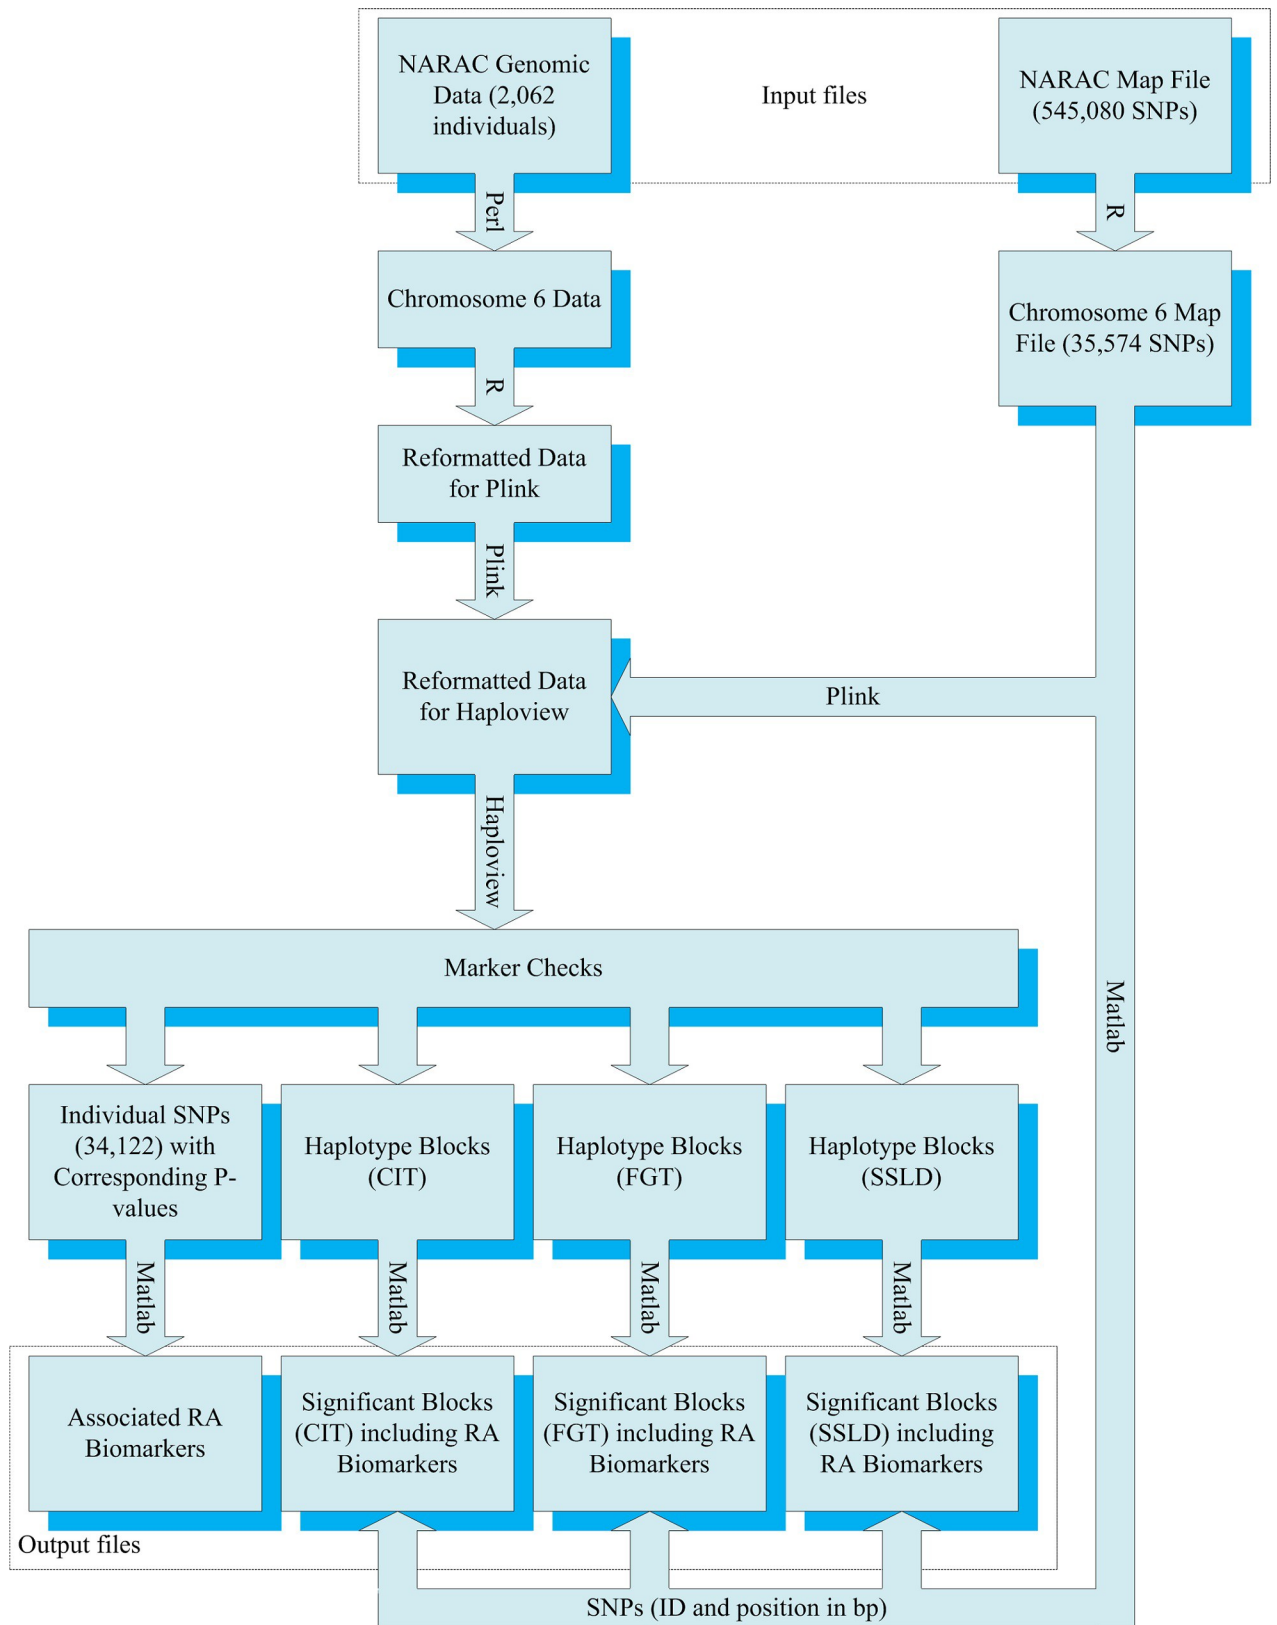 NARAC Genomic
Data (2,062
individuals)
Input files
NARAC Map File
(545,080 SNPs)
Perl
R
Chromosome 6 Data
Chromosome 6 Map
File (35,574 SNPs)
R
Reformatted Data
for Plink
Plink
Reformatted Data
for Haploview
Plink
Haploview
Marker Checks
Matlab
Individual SNPs
(34,122) with
Corresponding P-
values
Haplotype Blocks
(CIT)
Haplotype Blocks
(FGT)
Haplotype Blocks
(SSLD)
Matlab
Matlab
Matlab
Matlab
Associated RA
Biomarkers
Significant Blocks
(CIT) including RA
Biomarkers
Significant Blocks
(FGT) including RA
Biomarkers
Significant Blocks
(SSLD) including
RA Biomarkers
Output files
SNPs (ID and position in bp)